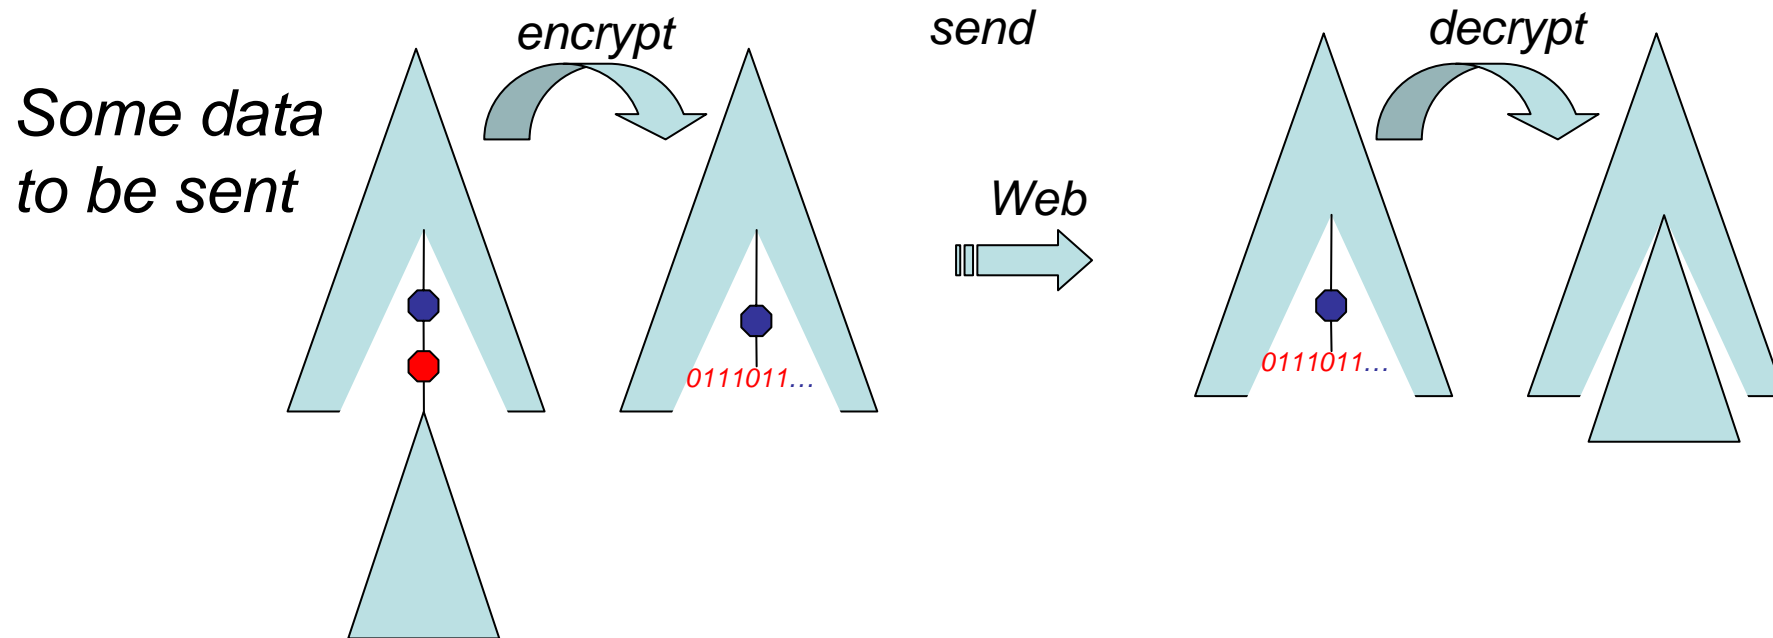 encrypt
send
decrypt
Some data
to be sent
Web
0111011...
0111011...